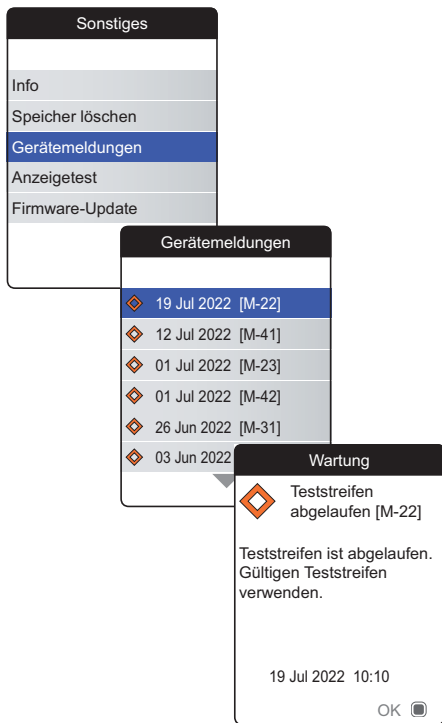 Sonstiges
Info
Speicher löschen
Gerätemeldungen
Anzeigetest
Firmware-Update
Gerätemeldungen
19 Jul 2022 [M-22]
12 Jul 2022 [M-41]
01 Jul 2022 [M-23]
01 Jul 2022 [M-42]
26 Jun 2022 [M-31]
03 Jun 2022
Wartung
Teststreifen
abgelaufen [M-22]
Teststreifen ist abgelaufen.
Gültigen Teststreifen
verwenden.
19 Jul 2022 10:10
OK